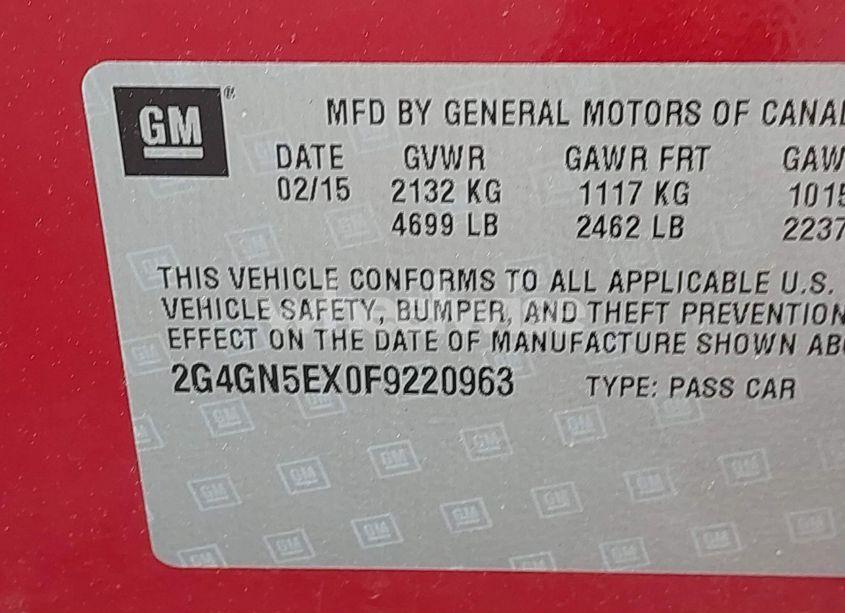 GM®
MFD BY GENERAL MOTORS OF CANA
DATE GVWR GAWR FRT GAW
02/15 2132 KG 1117 KG 1015
4699 LB 2462 LB 2237
THIS VEHICLE CONFORMS TO ALL APPLICABLE U.S.
VEHICLE SAFETY, BUMPER, AND THEFT PREVENTION
EFFECT ON THE DATE OF MANUFACTURE SHOWN ABO
2G4GN5EX0F9220963 TYPE: PASS CAR